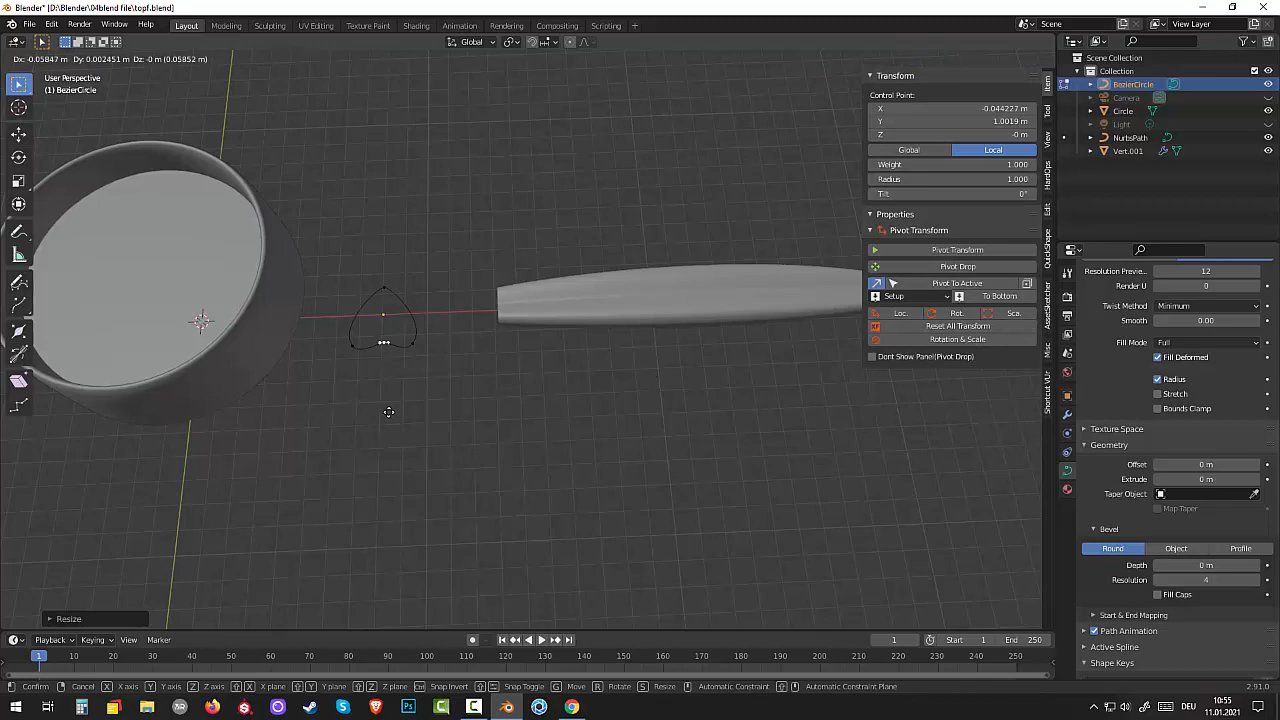 Blender* [D:\Blender\04blend file\topf.blend]
File Edit Render Window Help Layout Modeling Sculpting UV Editing Texture Paint Shading Animation Rendering Compositing Scripting Scene View Layer
Global
Dx: -0.05847 m Dy: 0.002451 m Dz: -0 m (0.05852 m)
User Perspective
(1) BezierCircle
Transform
Control Point:
X -0.044227 m
Y 1.0019 m
Z -0 m
Global Local
Weight 1.000
Radius 1.000
Tilt 0°
Properties
Pivot Transform
Pivot Transform
Pivot Drop
Pivot To Active
Setup To Bottom
Loc. Rot. Sca.
Reset All Transform
Rotation & Scale
Dont Show Panel(Pivot Drop)
Item
Tool
View
HardOps
Edit
QuickShape
AssetSketcher
Misc
Shortcut VUr
Scene Collection
Collection
BezierCircle
Camera
Circle
Light
NurbsPath
Vert.001
Resolution Preview... 12
Render U 0
Twist Method Minimum
Smooth 0.00
Fill Mode Full
Fill Deformed
Radius
Stretch
Bounds Clamp
Texture Space
Geometry
Offset 0 m
Extrude 0 m
Taper Object
Map Taper
Bevel
Round Object Profile
Depth 0 m
Resolution 4
Fill Caps
Start & End Mapping
Path Animation
Active Spline
Shape Keys
Resize
Playback Keying View Marker 1 Start 1 End 250
1 10 20 30 40 50 60 70 80 90 100 110 120 130 140 150 160 170 180 190 200 210 220 230 240 250
Confirm Cancel X X axis Y Y axis Z Z axis X X plane Y Y plane Z Z plane Snap Invert Snap Toggle G Move R Rotate S Resize Automatic Constraint Automatic Constraint Plane 2.91.0
DEU 10:55
11.01.2021